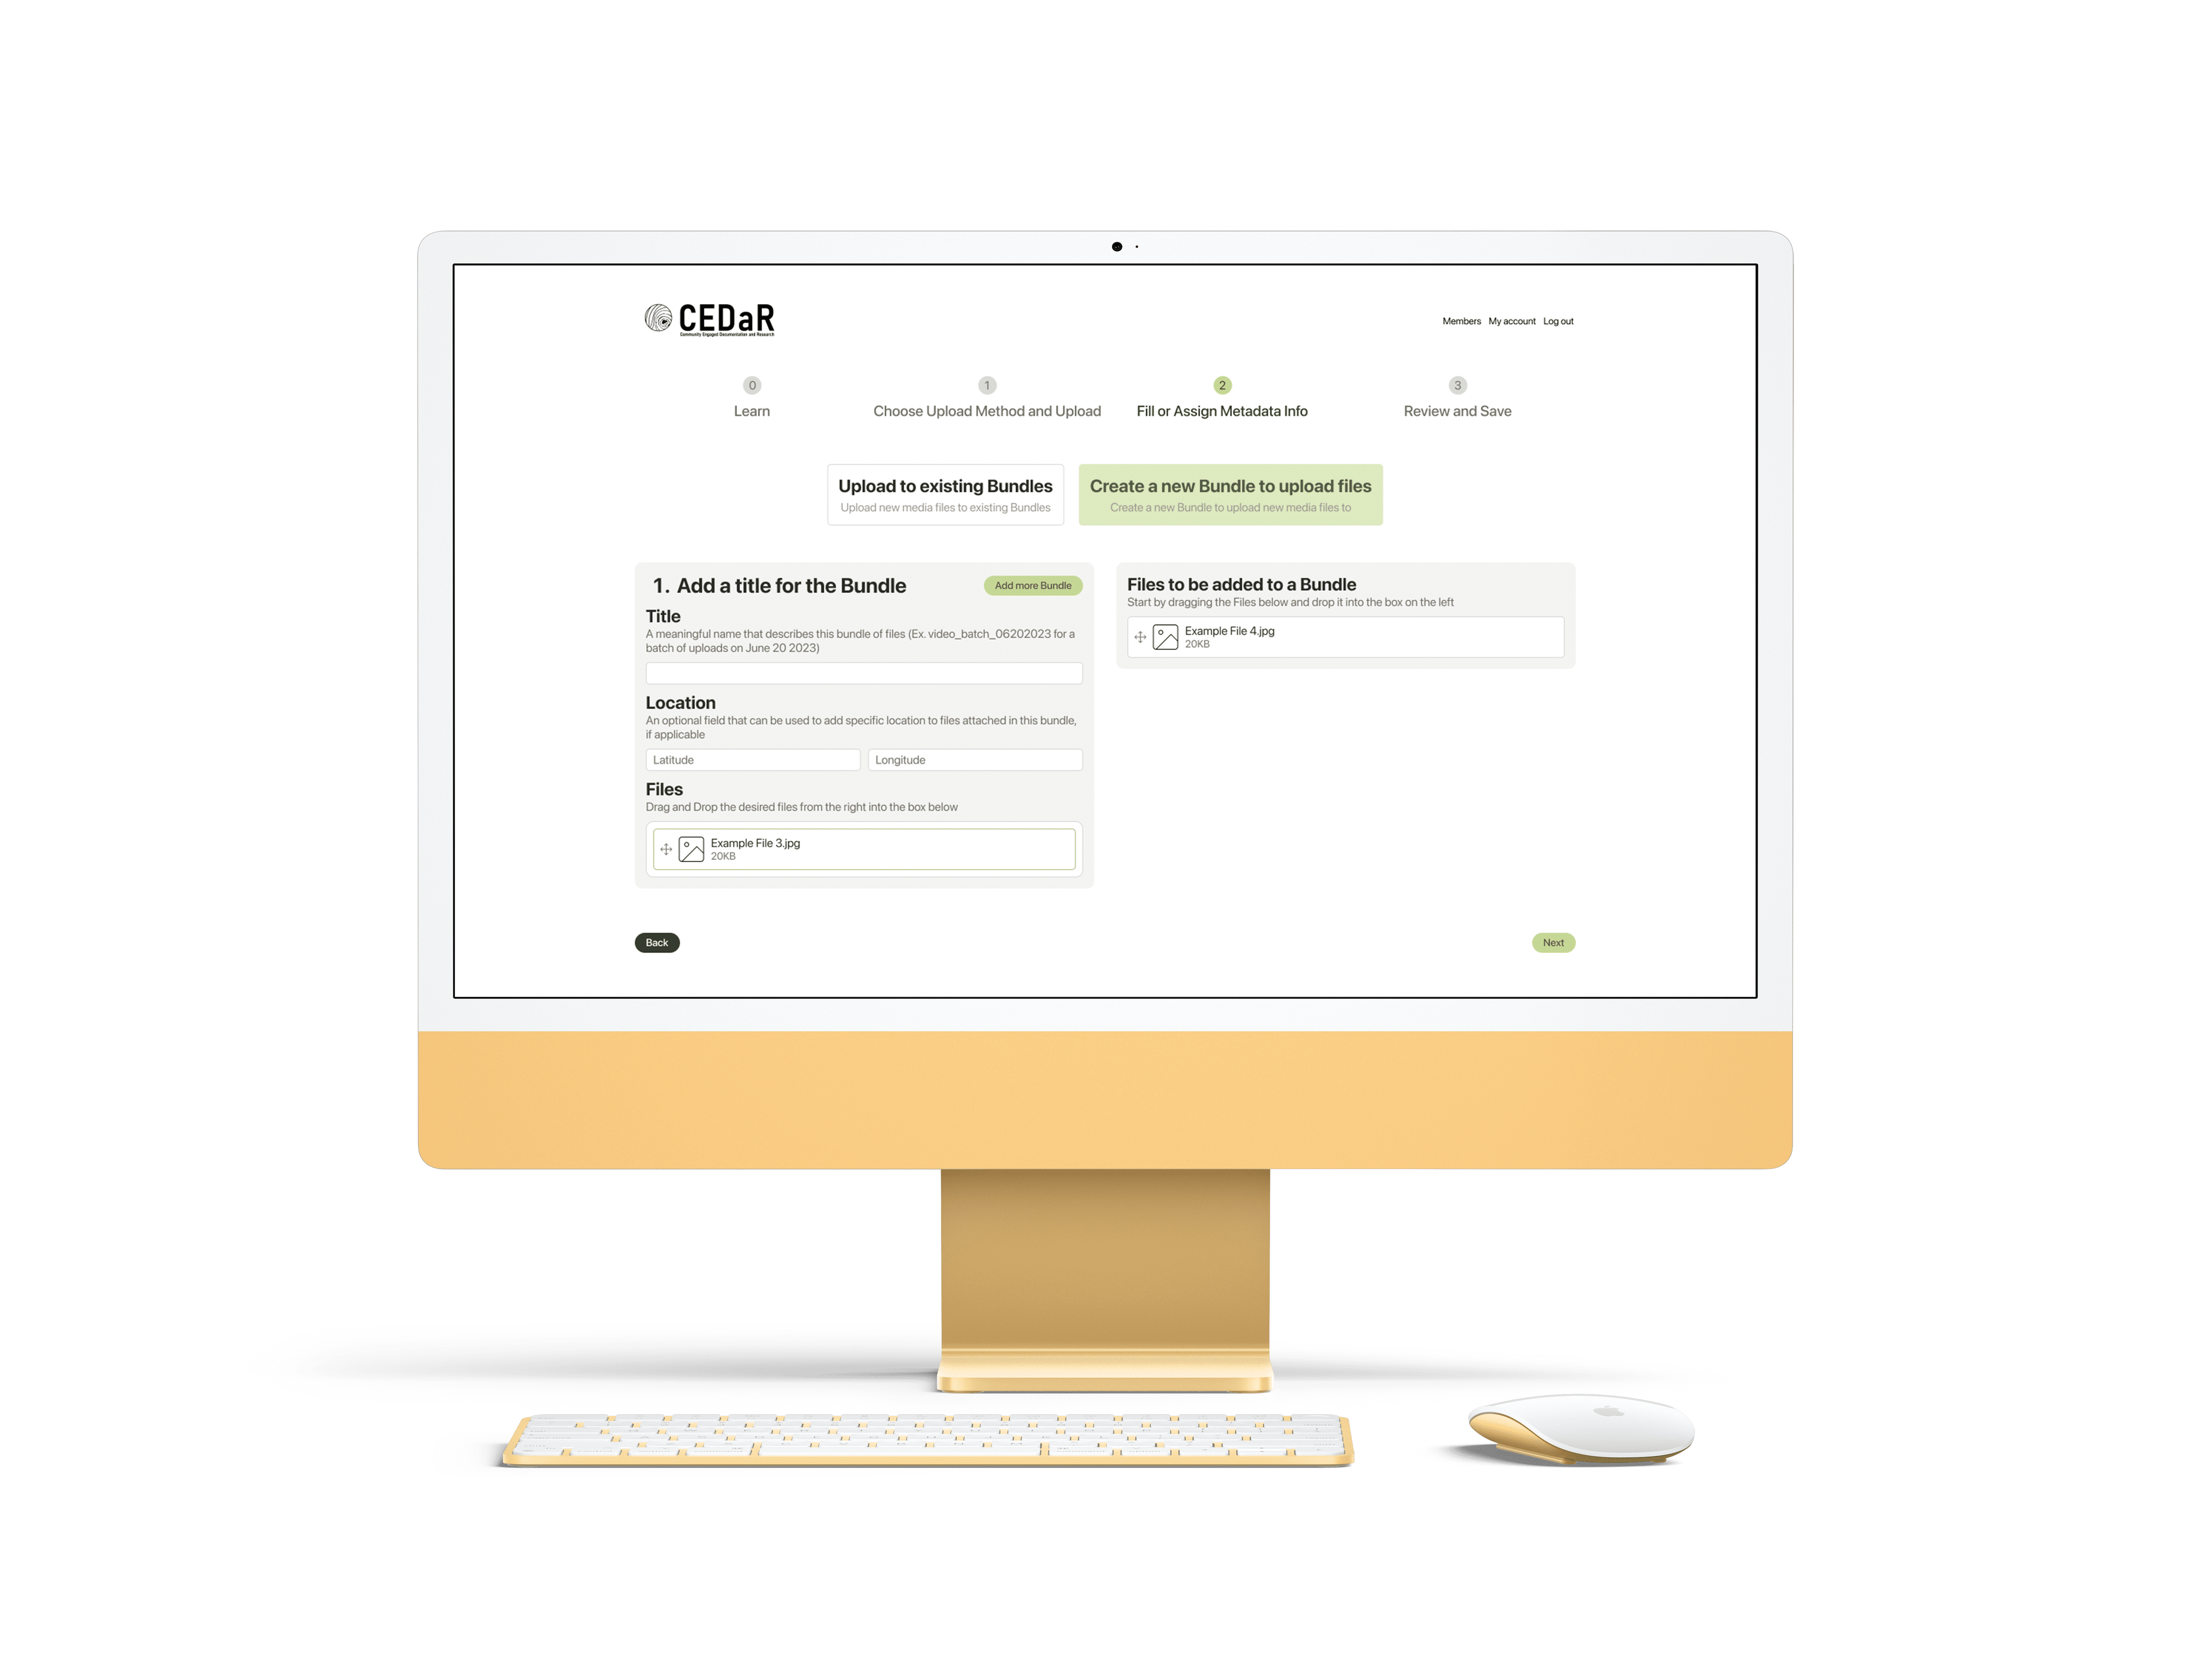 CEDaR
Community Engaged Documentation and Research
Members My account Log out
0
Learn
1
Choose Upload Method and Upload
2
Fill or Assign Metadata Info
3
Review and Save
Upload to existing Bundles
Upload new media files to existing Bundles
Create a new Bundle to upload files
Create a new Bundle to upload new media files to
1. Add a title for the Bundle
Add more Bundle
Title
A meaningful name that describes this bundle of files (Ex. video_batch_06202023 for a
batch of uploads on June 20 2023)
Location
An optional field that can be used to add specific location to files attached in this bundle,
if applicable
Latitude
Longitude
Files
Drag and Drop the desired files from the right into the box below
Example File 3.jpg
20KB
Files to be added to a Bundle
Start by dragging the Files below and drop it into the box on the left
Example File 4.jpg
20KB
Back
Next